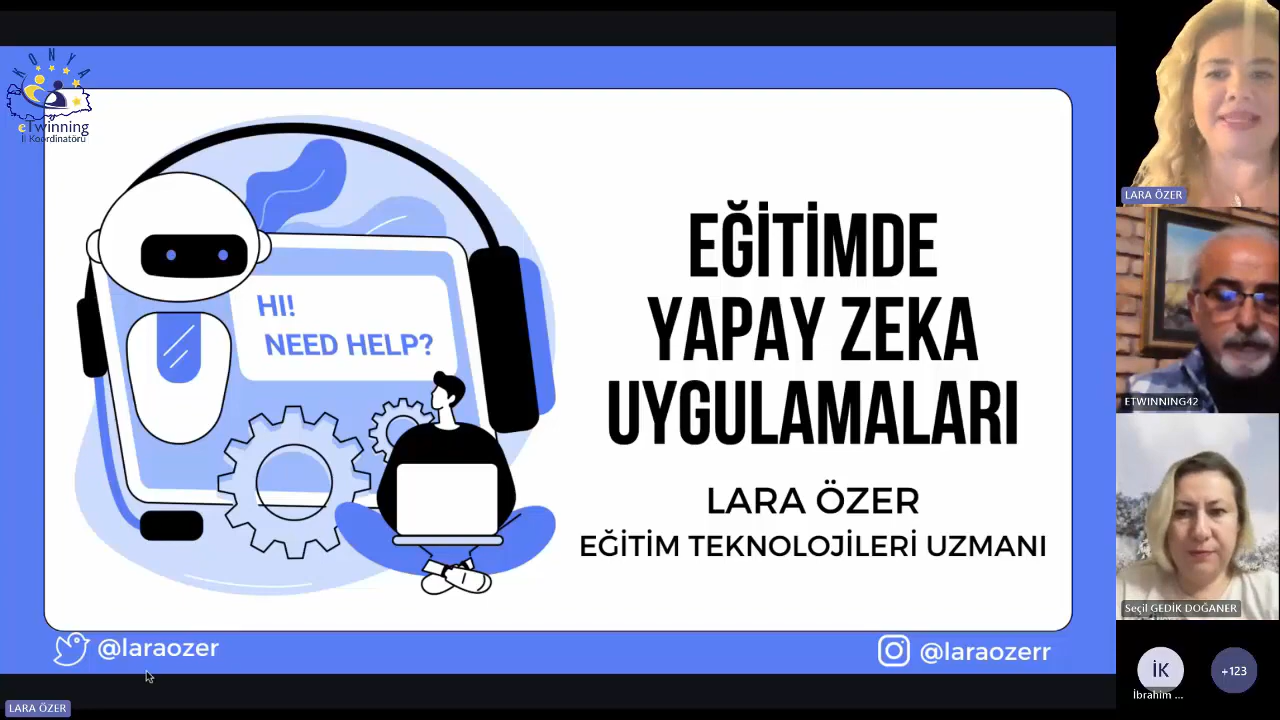 KONYA
eTwinning
İl Koordinatörü
HI!
NEED HELP?
EĞİTİMDE
YAPAY ZEKA
UYGULAMALARI
LARA ÖZER
EĞİTİM TEKNOLOJİLERİ UZMANI
@laraozer
@laraozerr
LARA ÖZER
LARA ÖZER
ETWINNING42
Seçil GEDİK DOĞANER
İK
İbrahim ...
+123